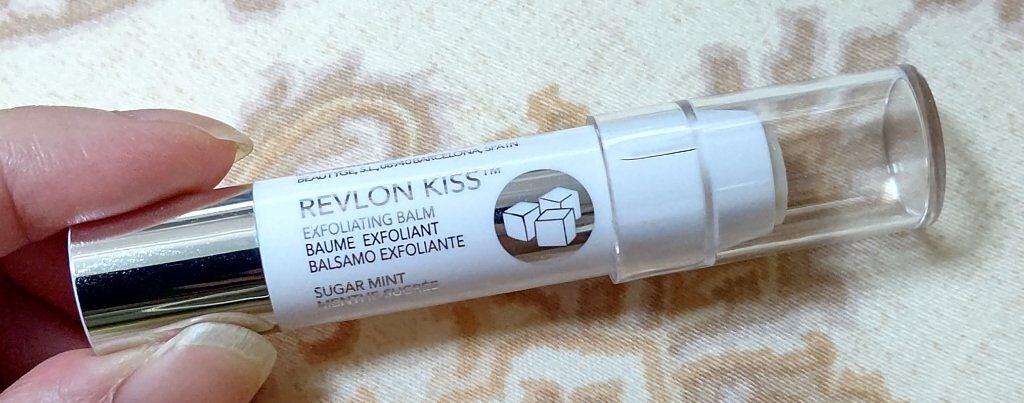 BEAUTYGE, S.L., 08940 BARCELONA, SPAIN
REVLON KISS™
EXFOLIATING BALM
BAUME EXFOLIANT
BALSAMO EXFOLIANTE
SUGAR MINT
MENTHE SUCRÉE